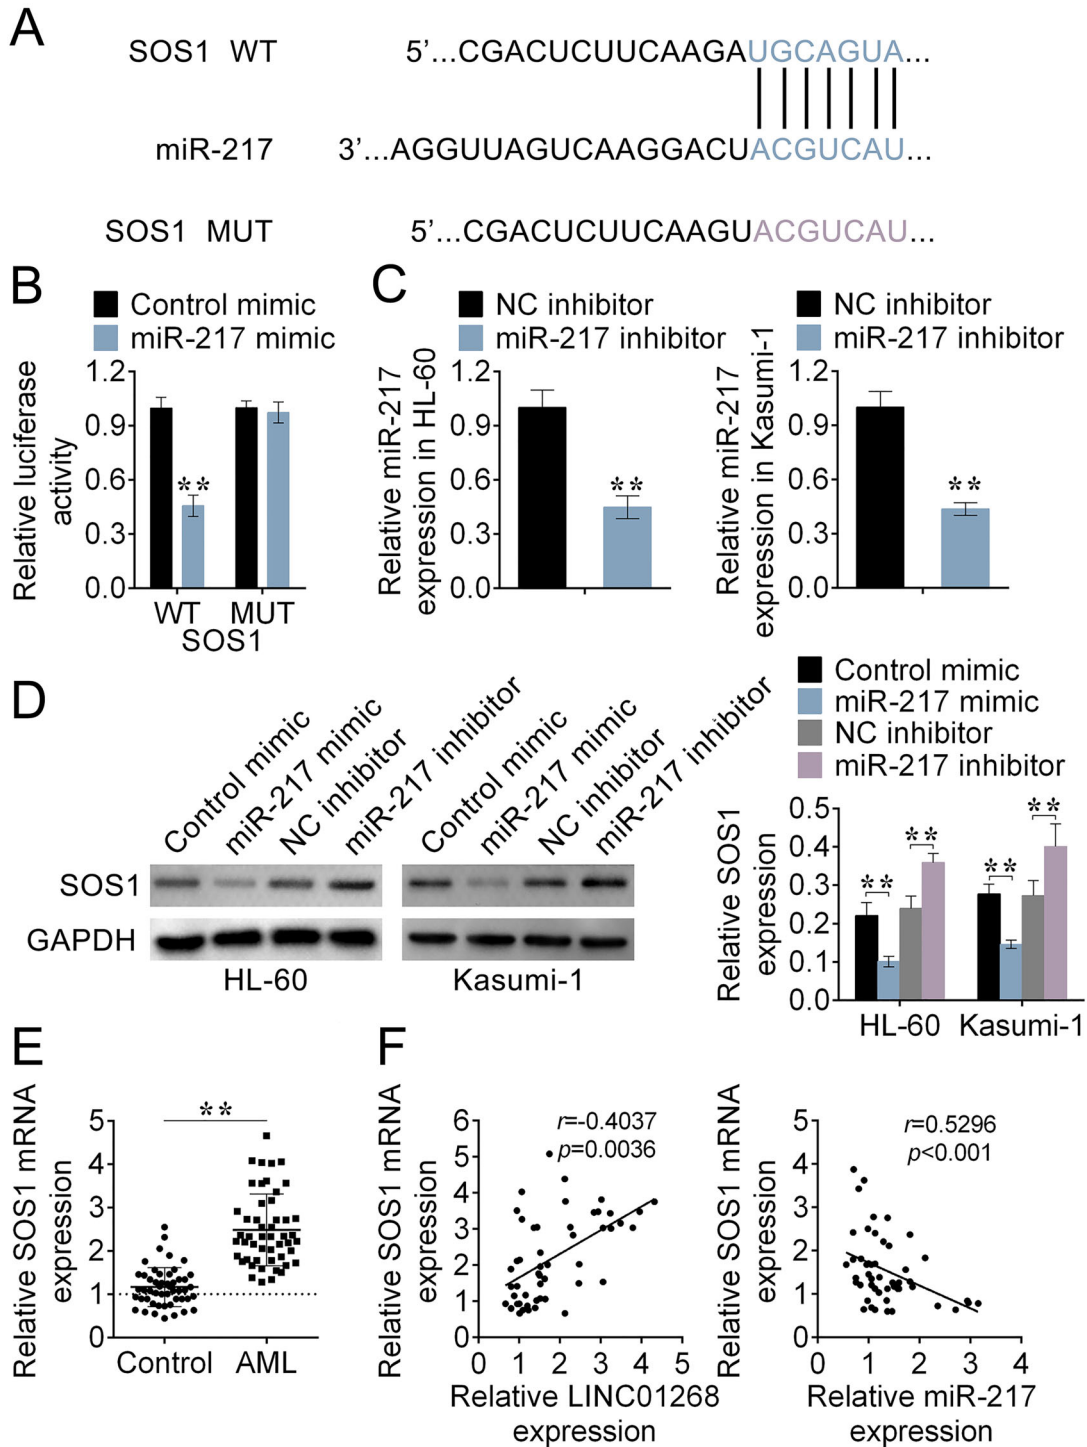 A
SOS1 WT 5'...CGACUCUUCAAGAUGCAGUA...
miR-217 3'...AGGUUAGUCAAGGACUACGUCAU...
SOS1 MUT 5'...CGACUCUUCAAGUACGUCAU...
B
Control mimic
miR-217 mimic
Relative luciferase
activity
1.2
0.9
0.6
0.3
0.0
**
WT MUT
SOS1
C
NC inhibitor
miR-217 inhibitor
Relative miR-217
expression in HL-60
1.2
0.9
0.6
0.3
0.0
**
NC inhibitor
miR-217 inhibitor
Relative miR-217
expression in Kasumi-1
1.2
0.9
0.6
0.3
0.0
**
D
Control mimic
miR-217 mimic
NC inhibitor
miR-217 inhibitor
Control mimic
miR-217 mimic
NC inhibitor
miR-217 inhibitor
SOS1
GAPDH
HL-60 Kasumi-1
Control mimic
miR-217 mimic
NC inhibitor
miR-217 inhibitor
Relative SOS1
expression
0.5
0.4
0.3
0.2
0.1
0.0
**
**
**
**
HL-60 Kasumi-1
E
Relative SOS1 mRNA
expression
5
4
3
2
1
0
**
Control AML
F
Relative SOS1 mRNA
expression
6
5
4
3
2
1
0
r=-0.4037
p=0.0036
0 1 2 3 4 5
Relative LINC01268
expression
Relative SOS1 mRNA
expression
5
4
3
2
1
0
r=0.5296
p<0.001
0 1 2 3 4
Relative miR-217
expression